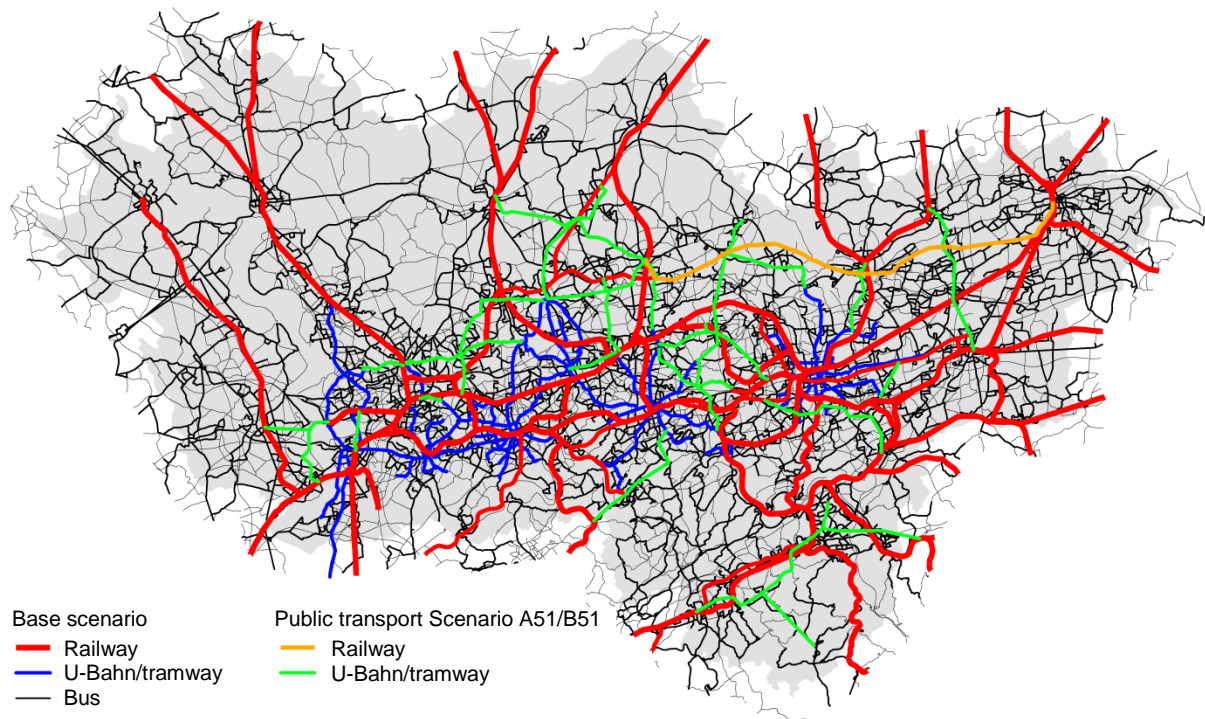 Base scenario
Railway
U-Bahn/tramway
Bus
Public transport Scenario A51/B51
Railway
U-Bahn/tramway